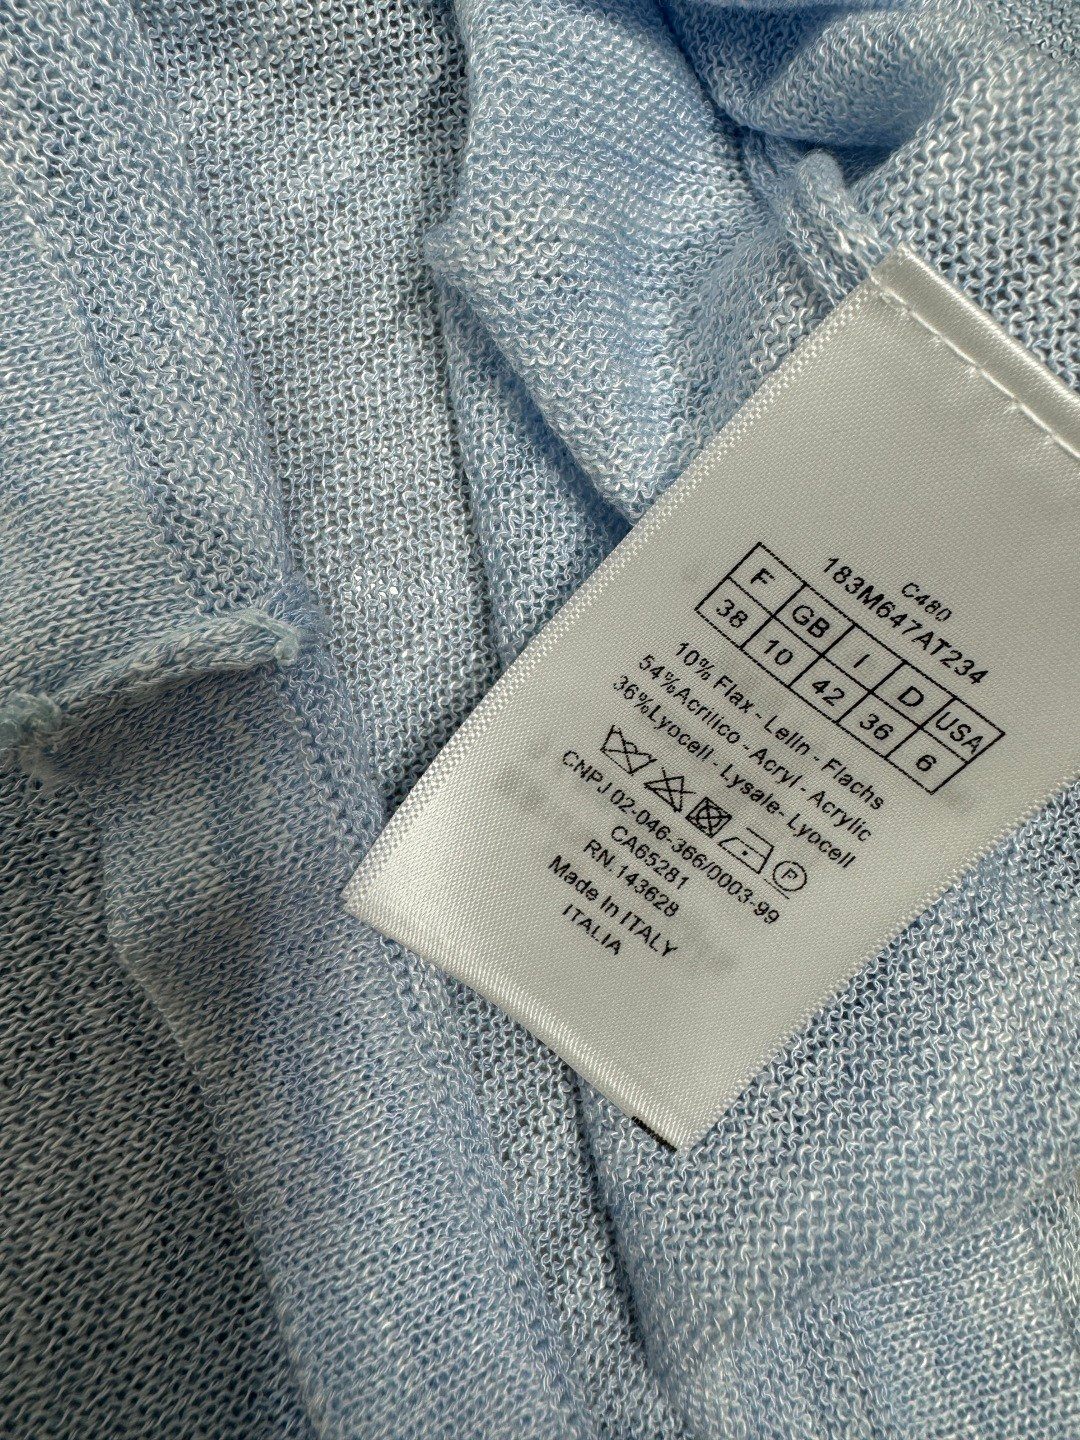 C480
183M647AT234
F GB I D USA
38 10 42 36 6
10% Flax - Lelin - Flachs
54%Acrilico - Acryl - Acrylic
36%Lyocell - Lysale- Lyocell
P
CNPJ 02-046-366/0003-99
CA65281
RN.143628
Made In ITALY
ITALIA